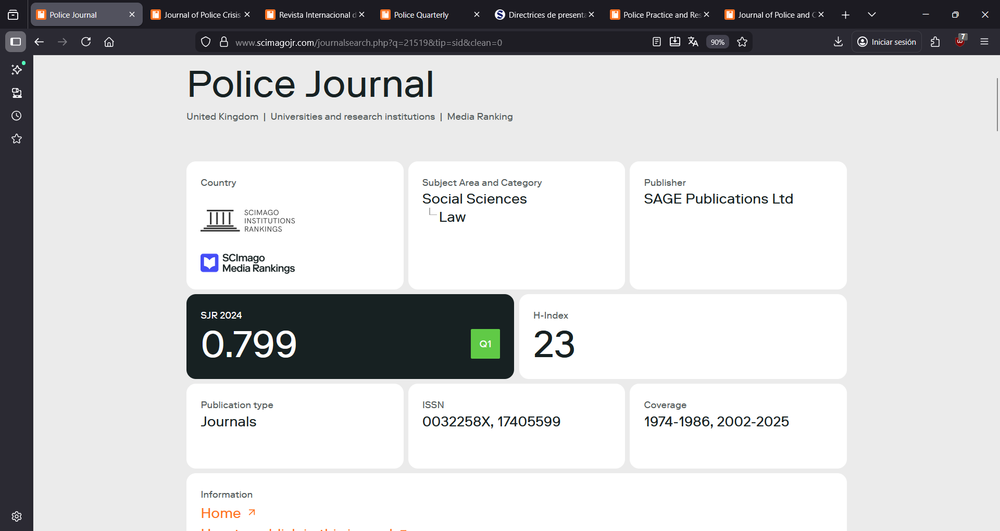 Police Journal
Journal of Police Crisis
Revista Internacional d
Police Quarterly
Directrices de presenta
Police Practice and Res
Journal of Police and C
www.scimagojr.com/journalsearch.php?q=21519&tip=sid&clean=0
90%
Iniciar sesión
7
Police Journal
United Kingdom | Universities and research institutions | Media Ranking
Country
SCIMAGO
INSTITUTIONS
RANKINGS
SCImago
Media Rankings
Subject Area and Category
Social Sciences
Law
Publisher
SAGE Publications Ltd
SJR 2024
0.799
Q1
H-Index
23
Publication type
Journals
ISSN
0032258X, 17405599
Coverage
1974-1986, 2002-2025
Information
Home